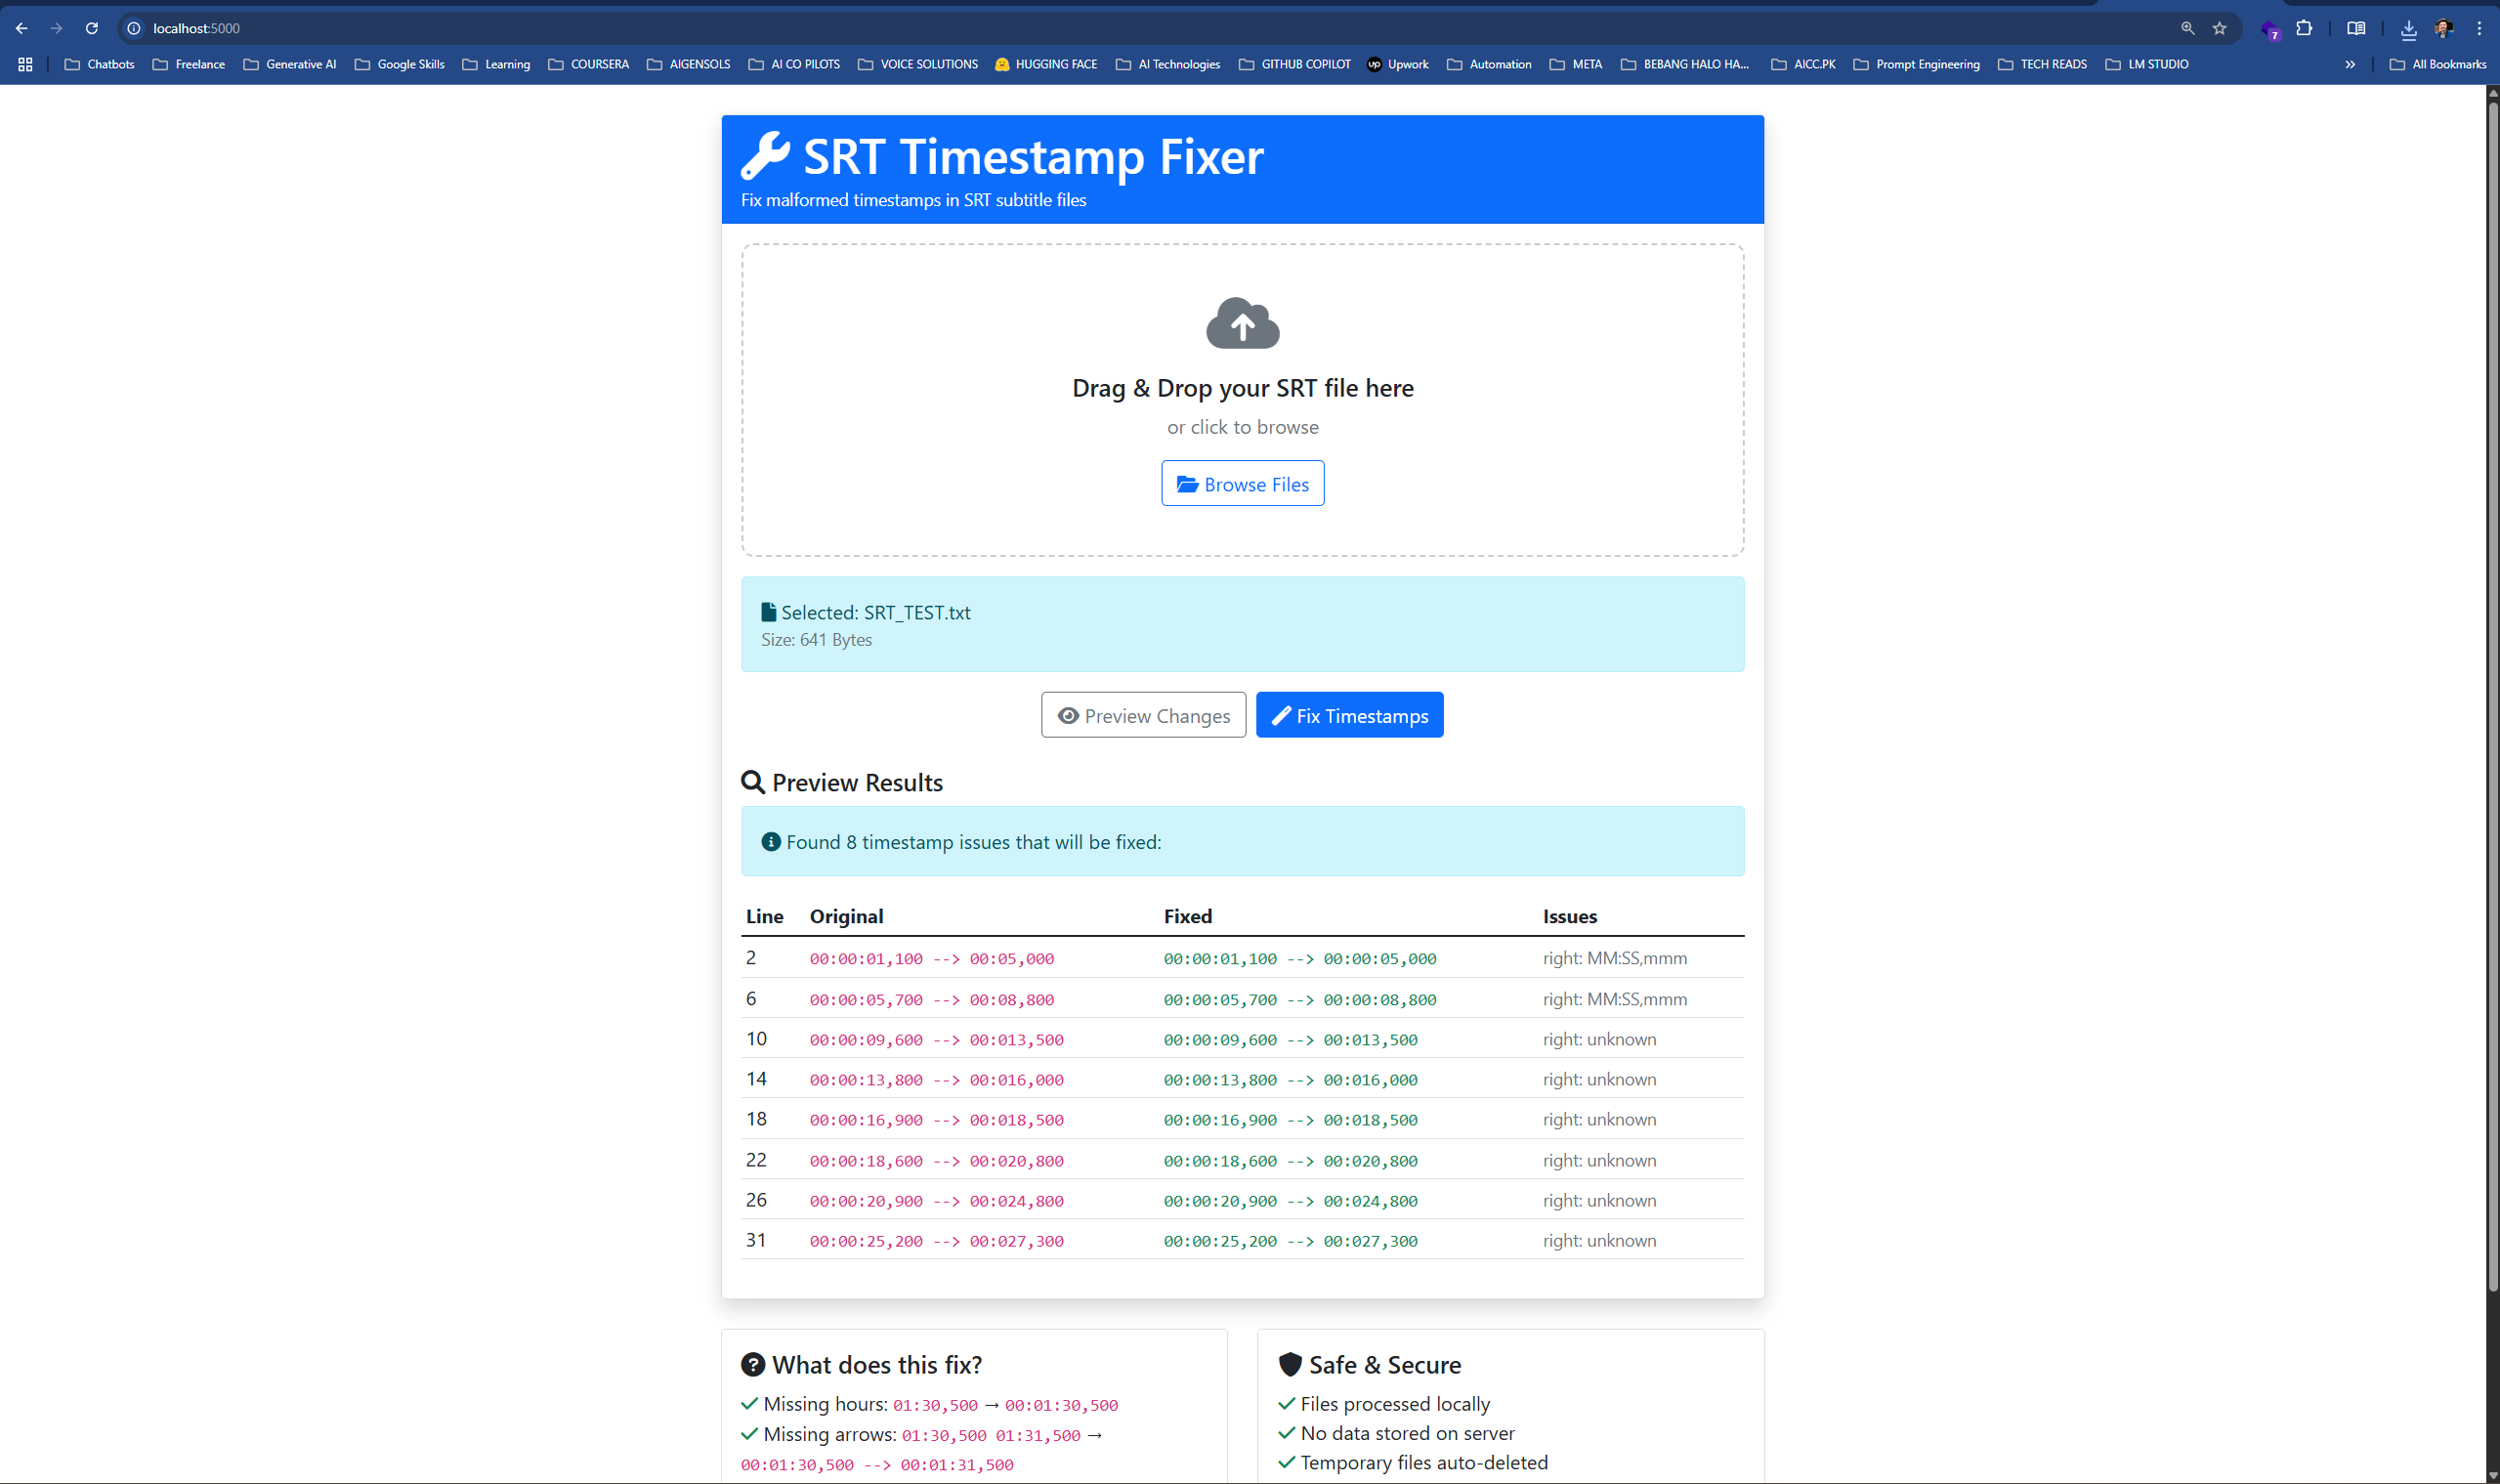 localhost:5000
7
Chatbots Freelance Generative AI Google Skills Learning COURSERA AIGENSOLS AI CO PILOTS VOICE SOLUTIONS HUGGING FACE AI Technologies GITHUB COPILOT up Upwork Automation META BEBANG HALO HA... AICC.PK Prompt Engineering TECH READS LM STUDIO » All Bookmarks
SRT Timestamp Fixer
Fix malformed timestamps in SRT subtitle files
Drag & Drop your SRT file here
or click to browse
Browse Files
Selected: SRT_TEST.txt
Size: 641 Bytes
Preview Changes Fix Timestamps
Preview Results
Found 8 timestamp issues that will be fixed:
Line Original Fixed Issues
2 00:00:01,100 --> 00:05,000 00:00:01,100 --> 00:00:05,000 right: MM:SS,mmm
6 00:00:05,700 --> 00:08,800 00:00:05,700 --> 00:00:08,800 right: MM:SS,mmm
10 00:00:09,600 --> 00:013,500 00:00:09,600 --> 00:013,500 right: unknown
14 00:00:13,800 --> 00:016,000 00:00:13,800 --> 00:016,000 right: unknown
18 00:00:16,900 --> 00:018,500 00:00:16,900 --> 00:018,500 right: unknown
22 00:00:18,600 --> 00:020,800 00:00:18,600 --> 00:020,800 right: unknown
26 00:00:20,900 --> 00:024,800 00:00:20,900 --> 00:024,800 right: unknown
31 00:00:25,200 --> 00:027,300 00:00:25,200 --> 00:027,300 right: unknown
What does this fix?
Missing hours: 01:30,500 → 00:01:30,500
Missing arrows: 01:30,500 01:31,500 →
00:01:30,500 --> 00:01:31,500
Safe & Secure
Files processed locally
No data stored on server
Temporary files auto-deleted